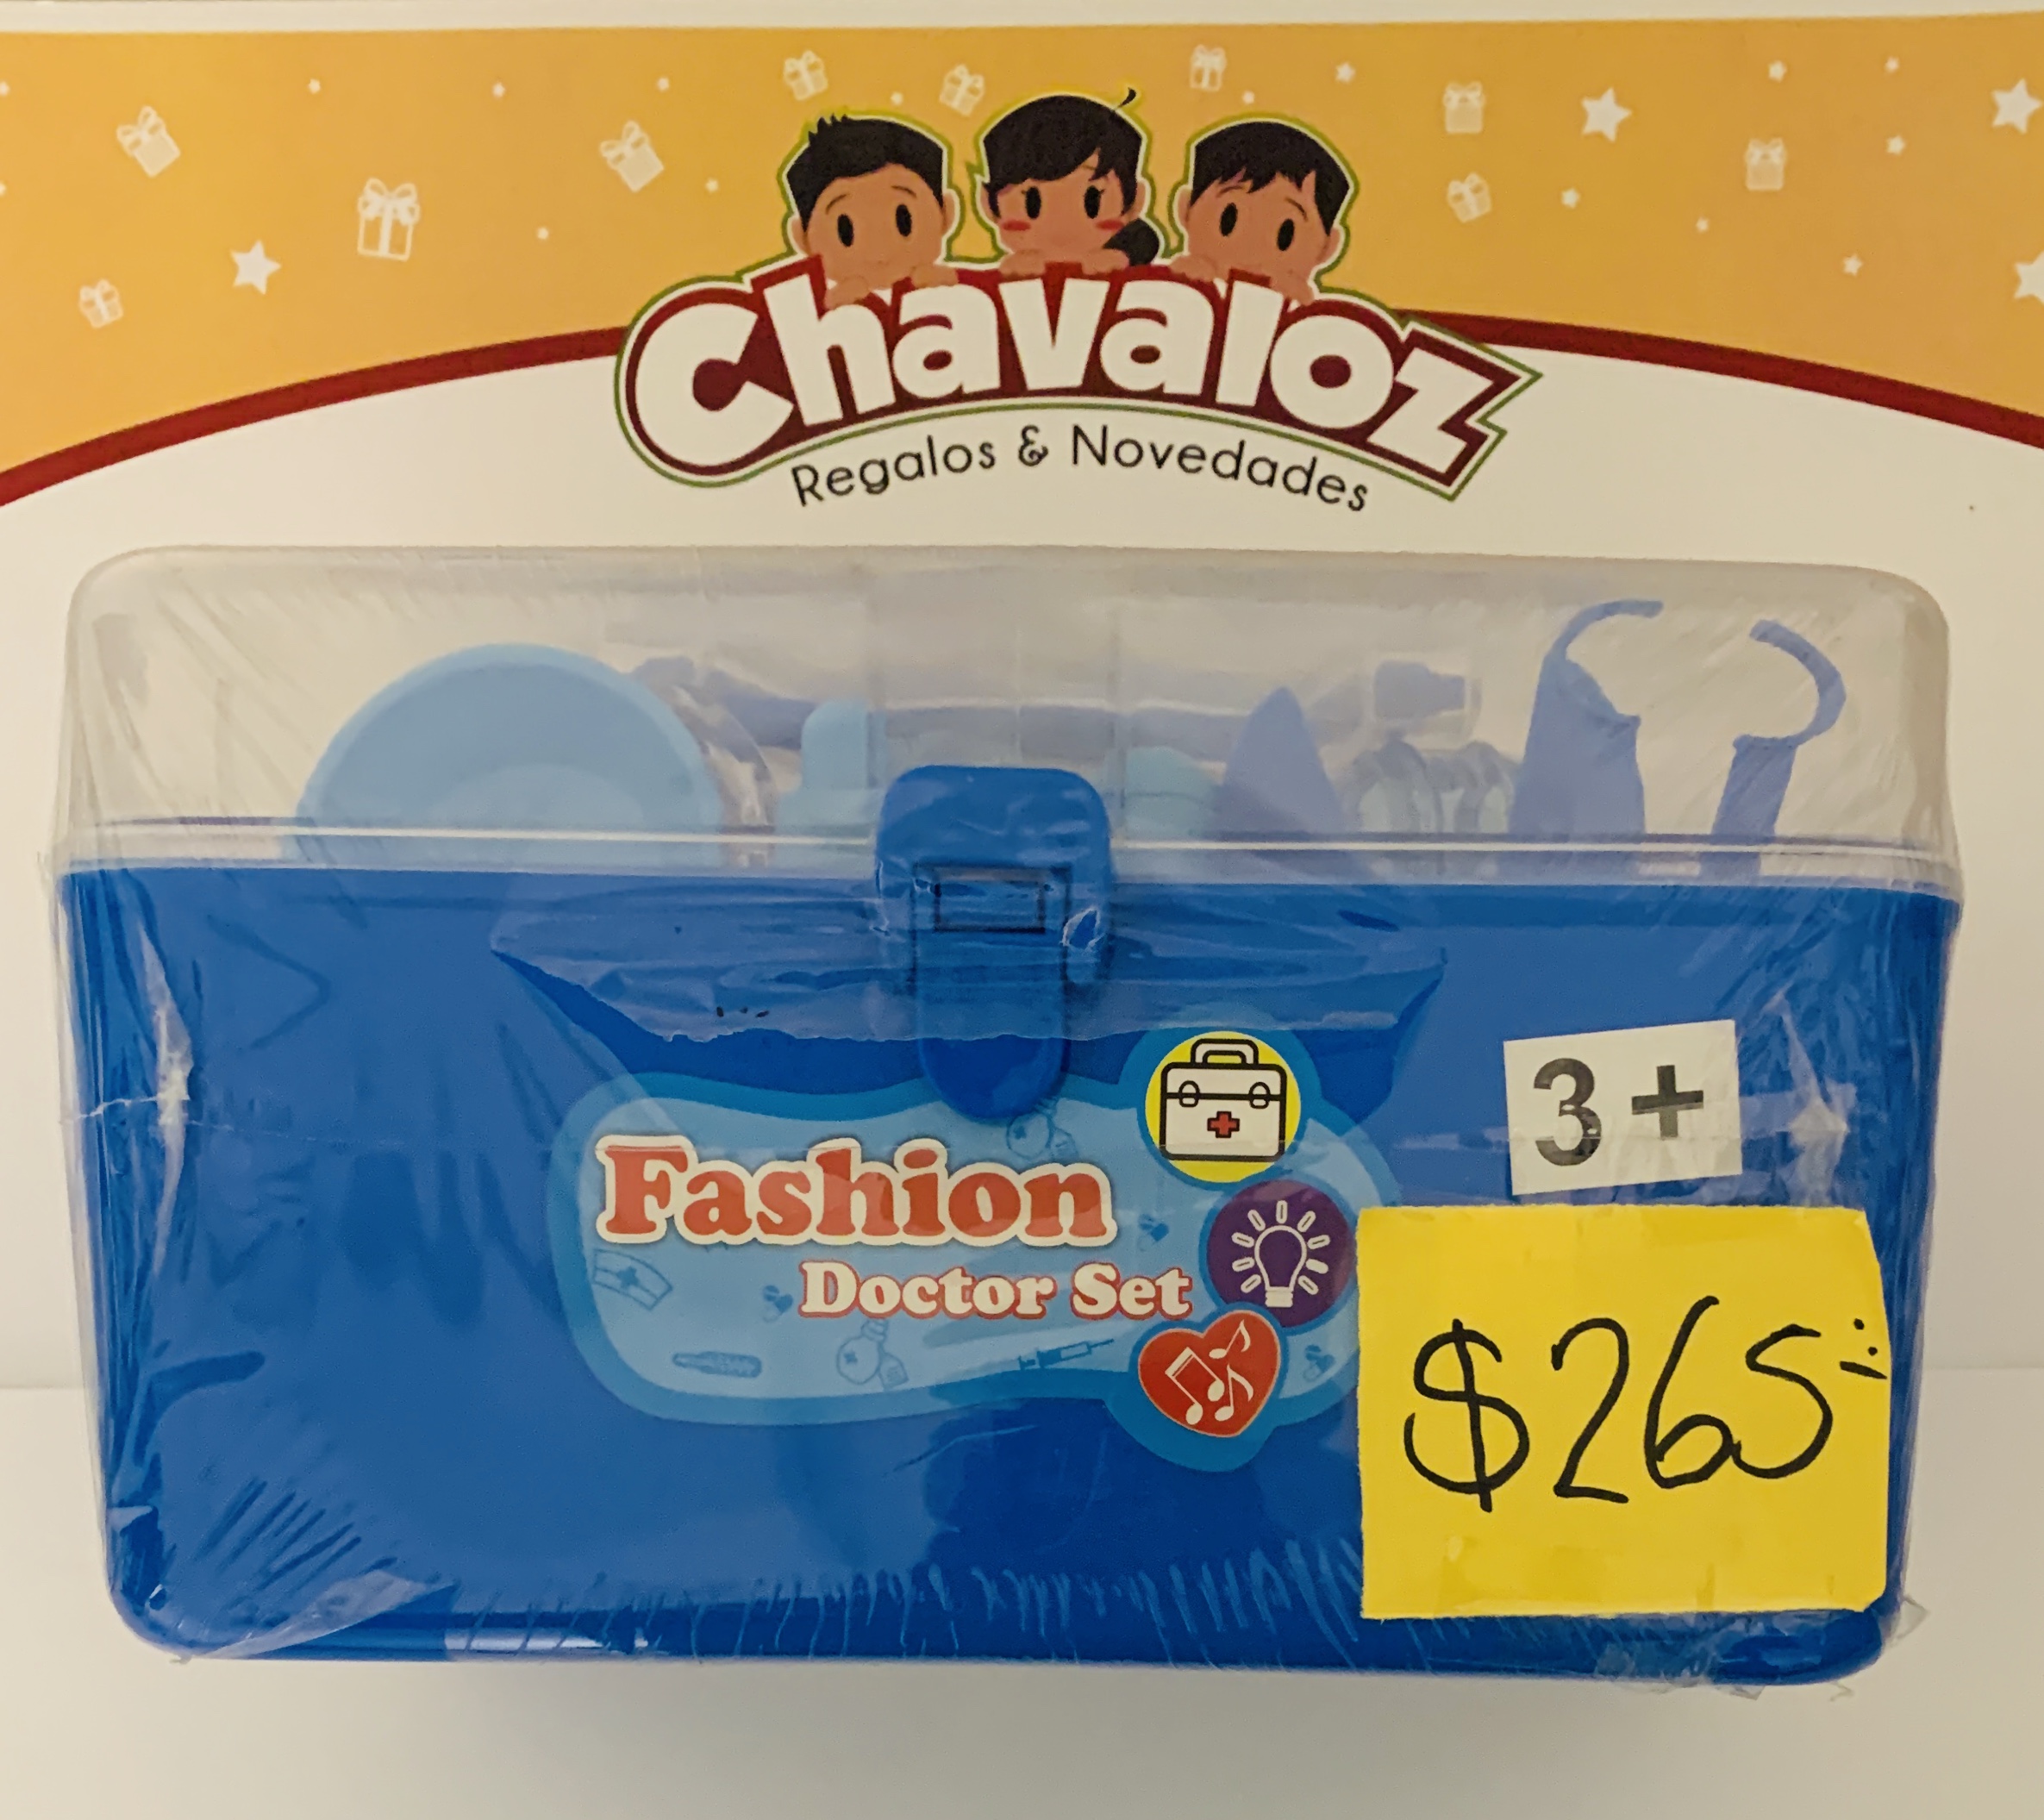 Chavaloz
Regalos & Novedades
3+
Fashion
Doctor Set
$265